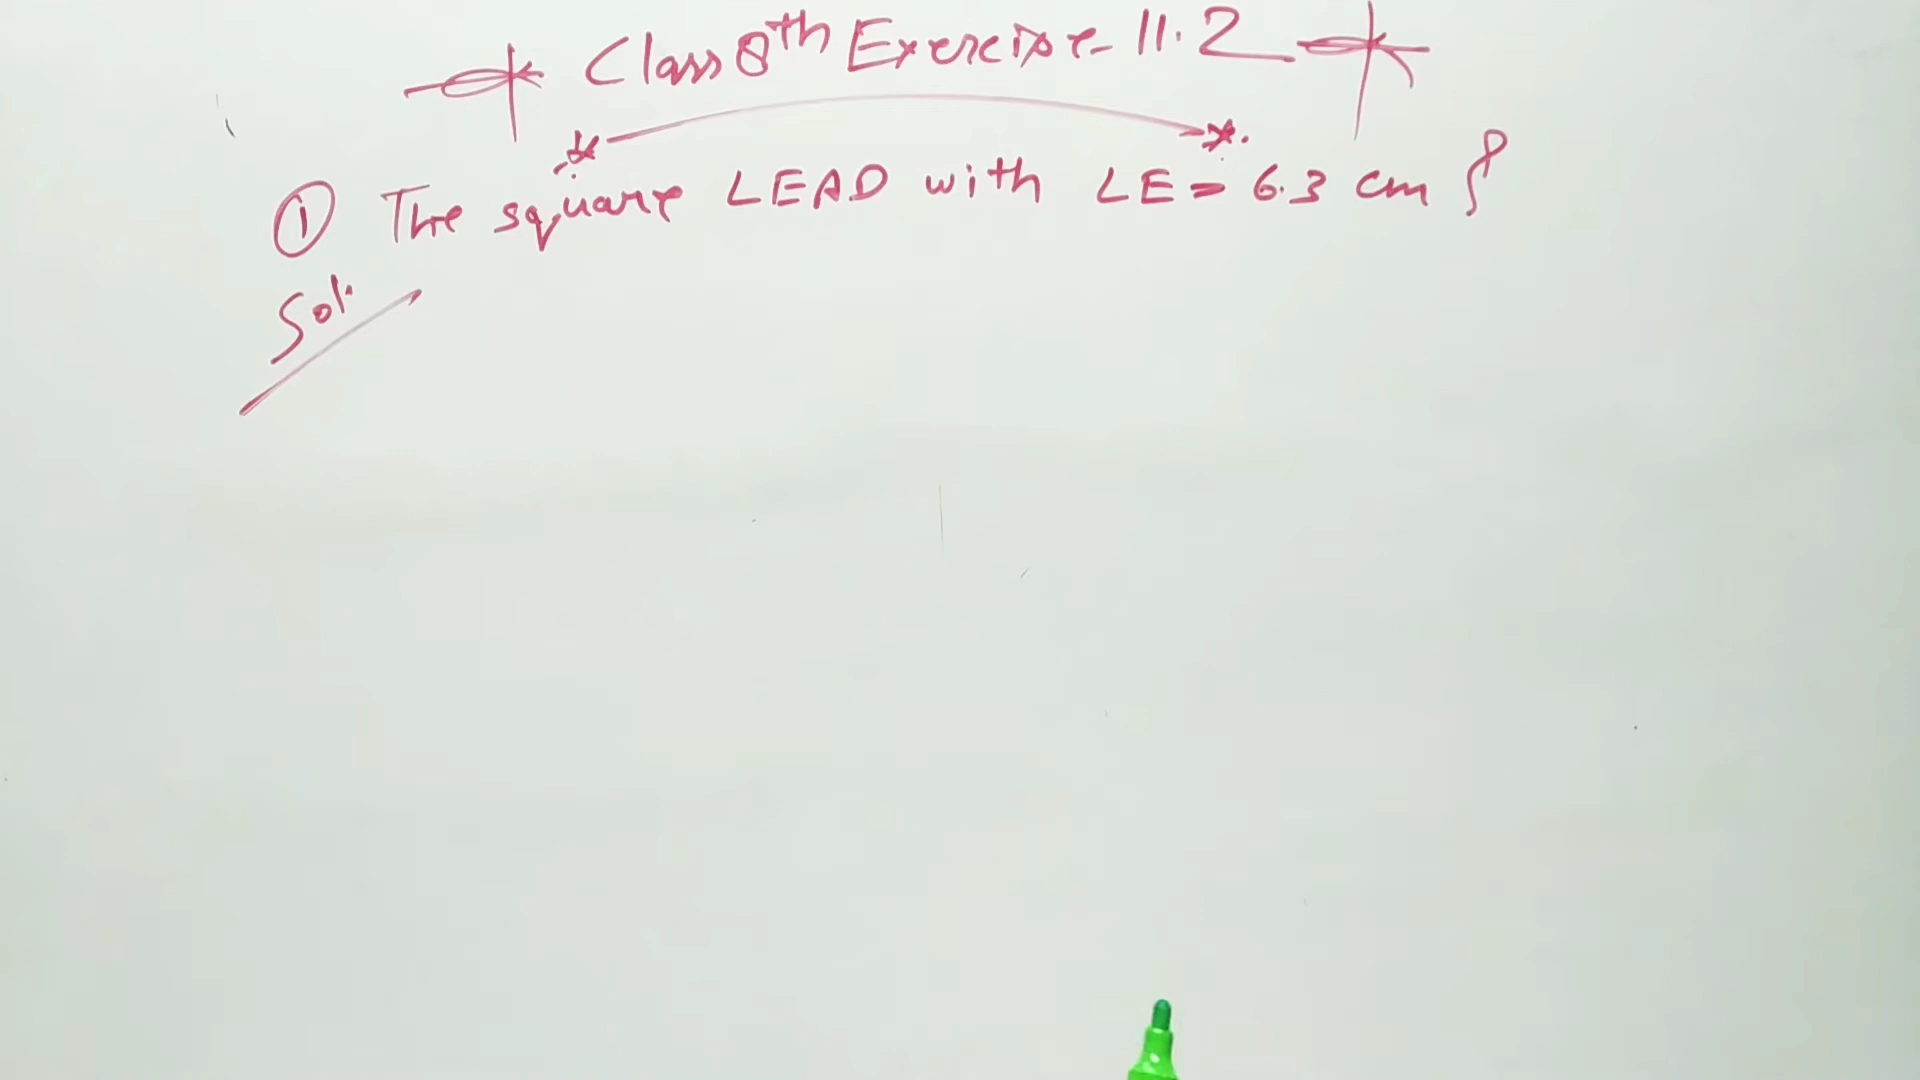 Class 8th Exercise - 11.2
① The square LEAD with LE = 6.3 cm ?
Sol.